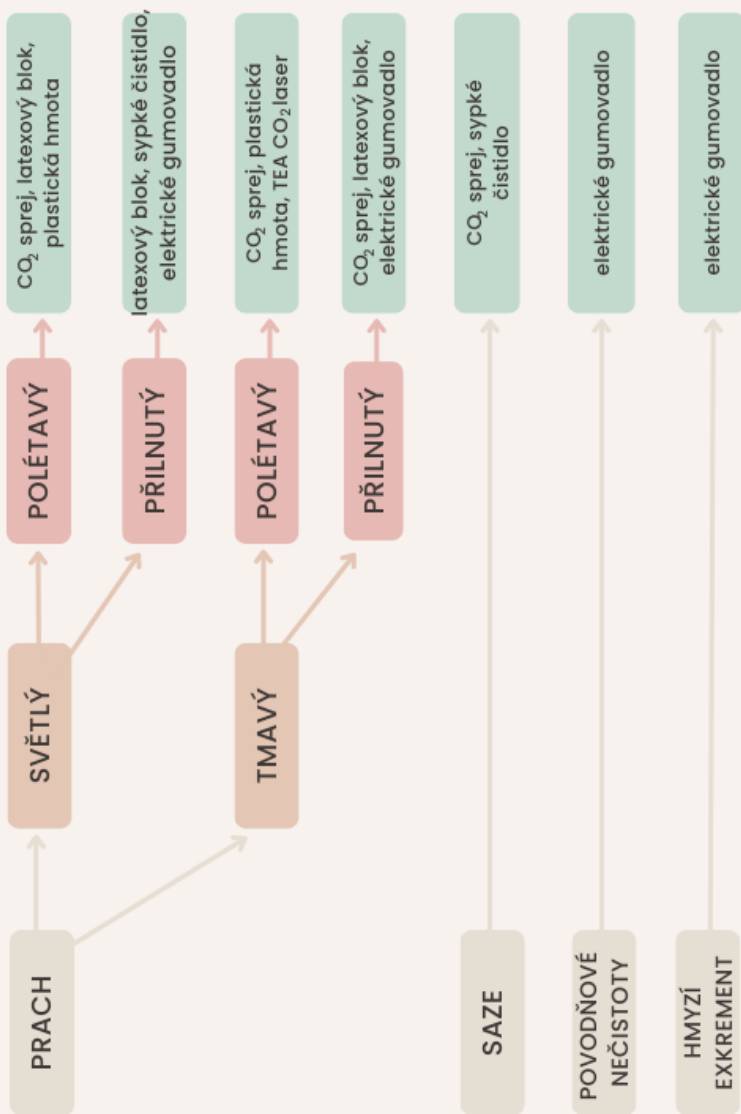 PRACH
SVĚTLÝ
POLÉTAVÝ
CO₂ sprej, latexový blok,
plastická hmota
PŘILNUTÝ
latexový blok, sypké čistidlo,
elektrické gumovadlo
TMAVÝ
POLÉTAVÝ
CO₂ sprej, plastická
hmota, TEA CO₂ laser
PŘILNUTÝ
CO₂ sprej, latexový blok,
elektrické gumovadlo
SAZE
CO₂ sprej, sypké
čistidlo
POVODŇOVÉ
NEČISTOTY
elektrické gumovadlo
HMYZÍ
EXKREMENT
elektrické gumovadlo